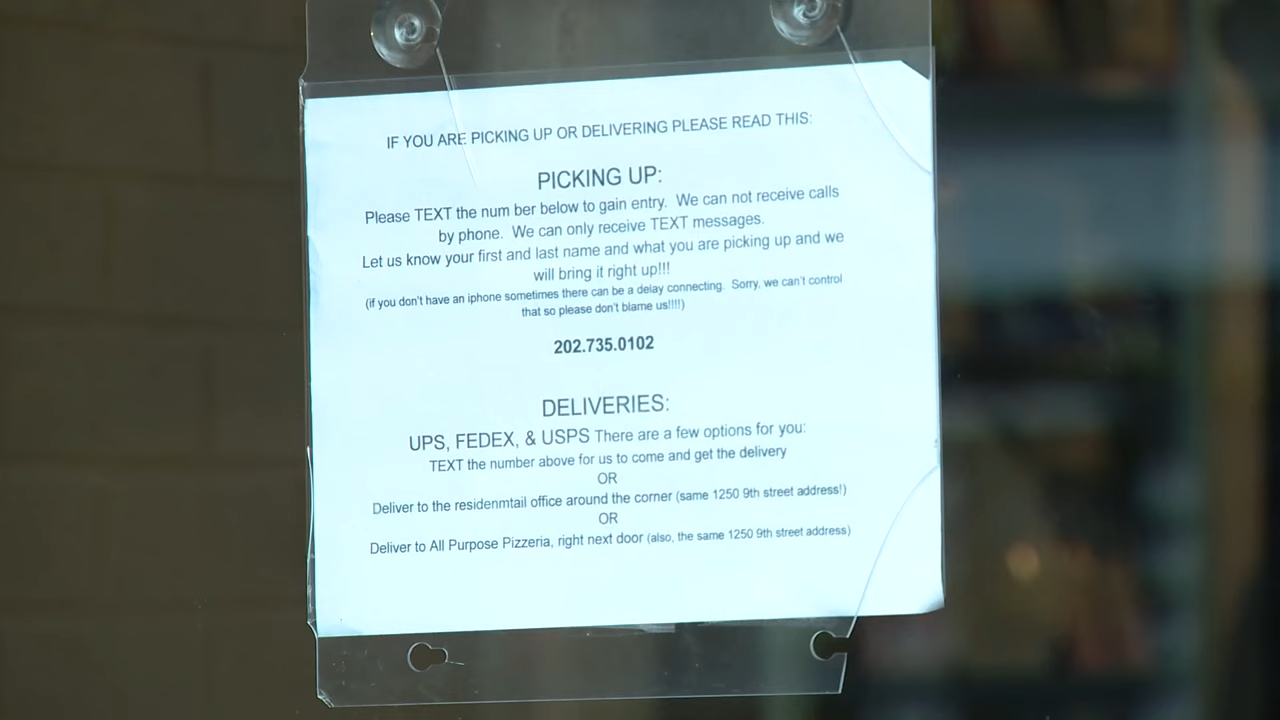 IF YOU ARE PICKING UP OR DELIVERING PLEASE READ THIS:
PICKING UP:
Please TEXT the num ber below to gain entry. We can not receive calls
by phone. We can only receive TEXT messages.
Let us know your first and last name and what you are picking up and we
will bring it right up!!!
(if you don't have an iphone sometimes there can be a delay connecting. Sorry, we can't control
that so please don't blame us!!!!)
202.735.0102
DELIVERIES:
UPS, FEDEX, & USPS There are a few options for you:
TEXT the number above for us to come and get the delivery
OR
Deliver to the residenmtail office around the corner (same 1250 9th street address!)
OR
Deliver to All Purpose Pizzeria, right next door (also, the same 1250 9th street address)